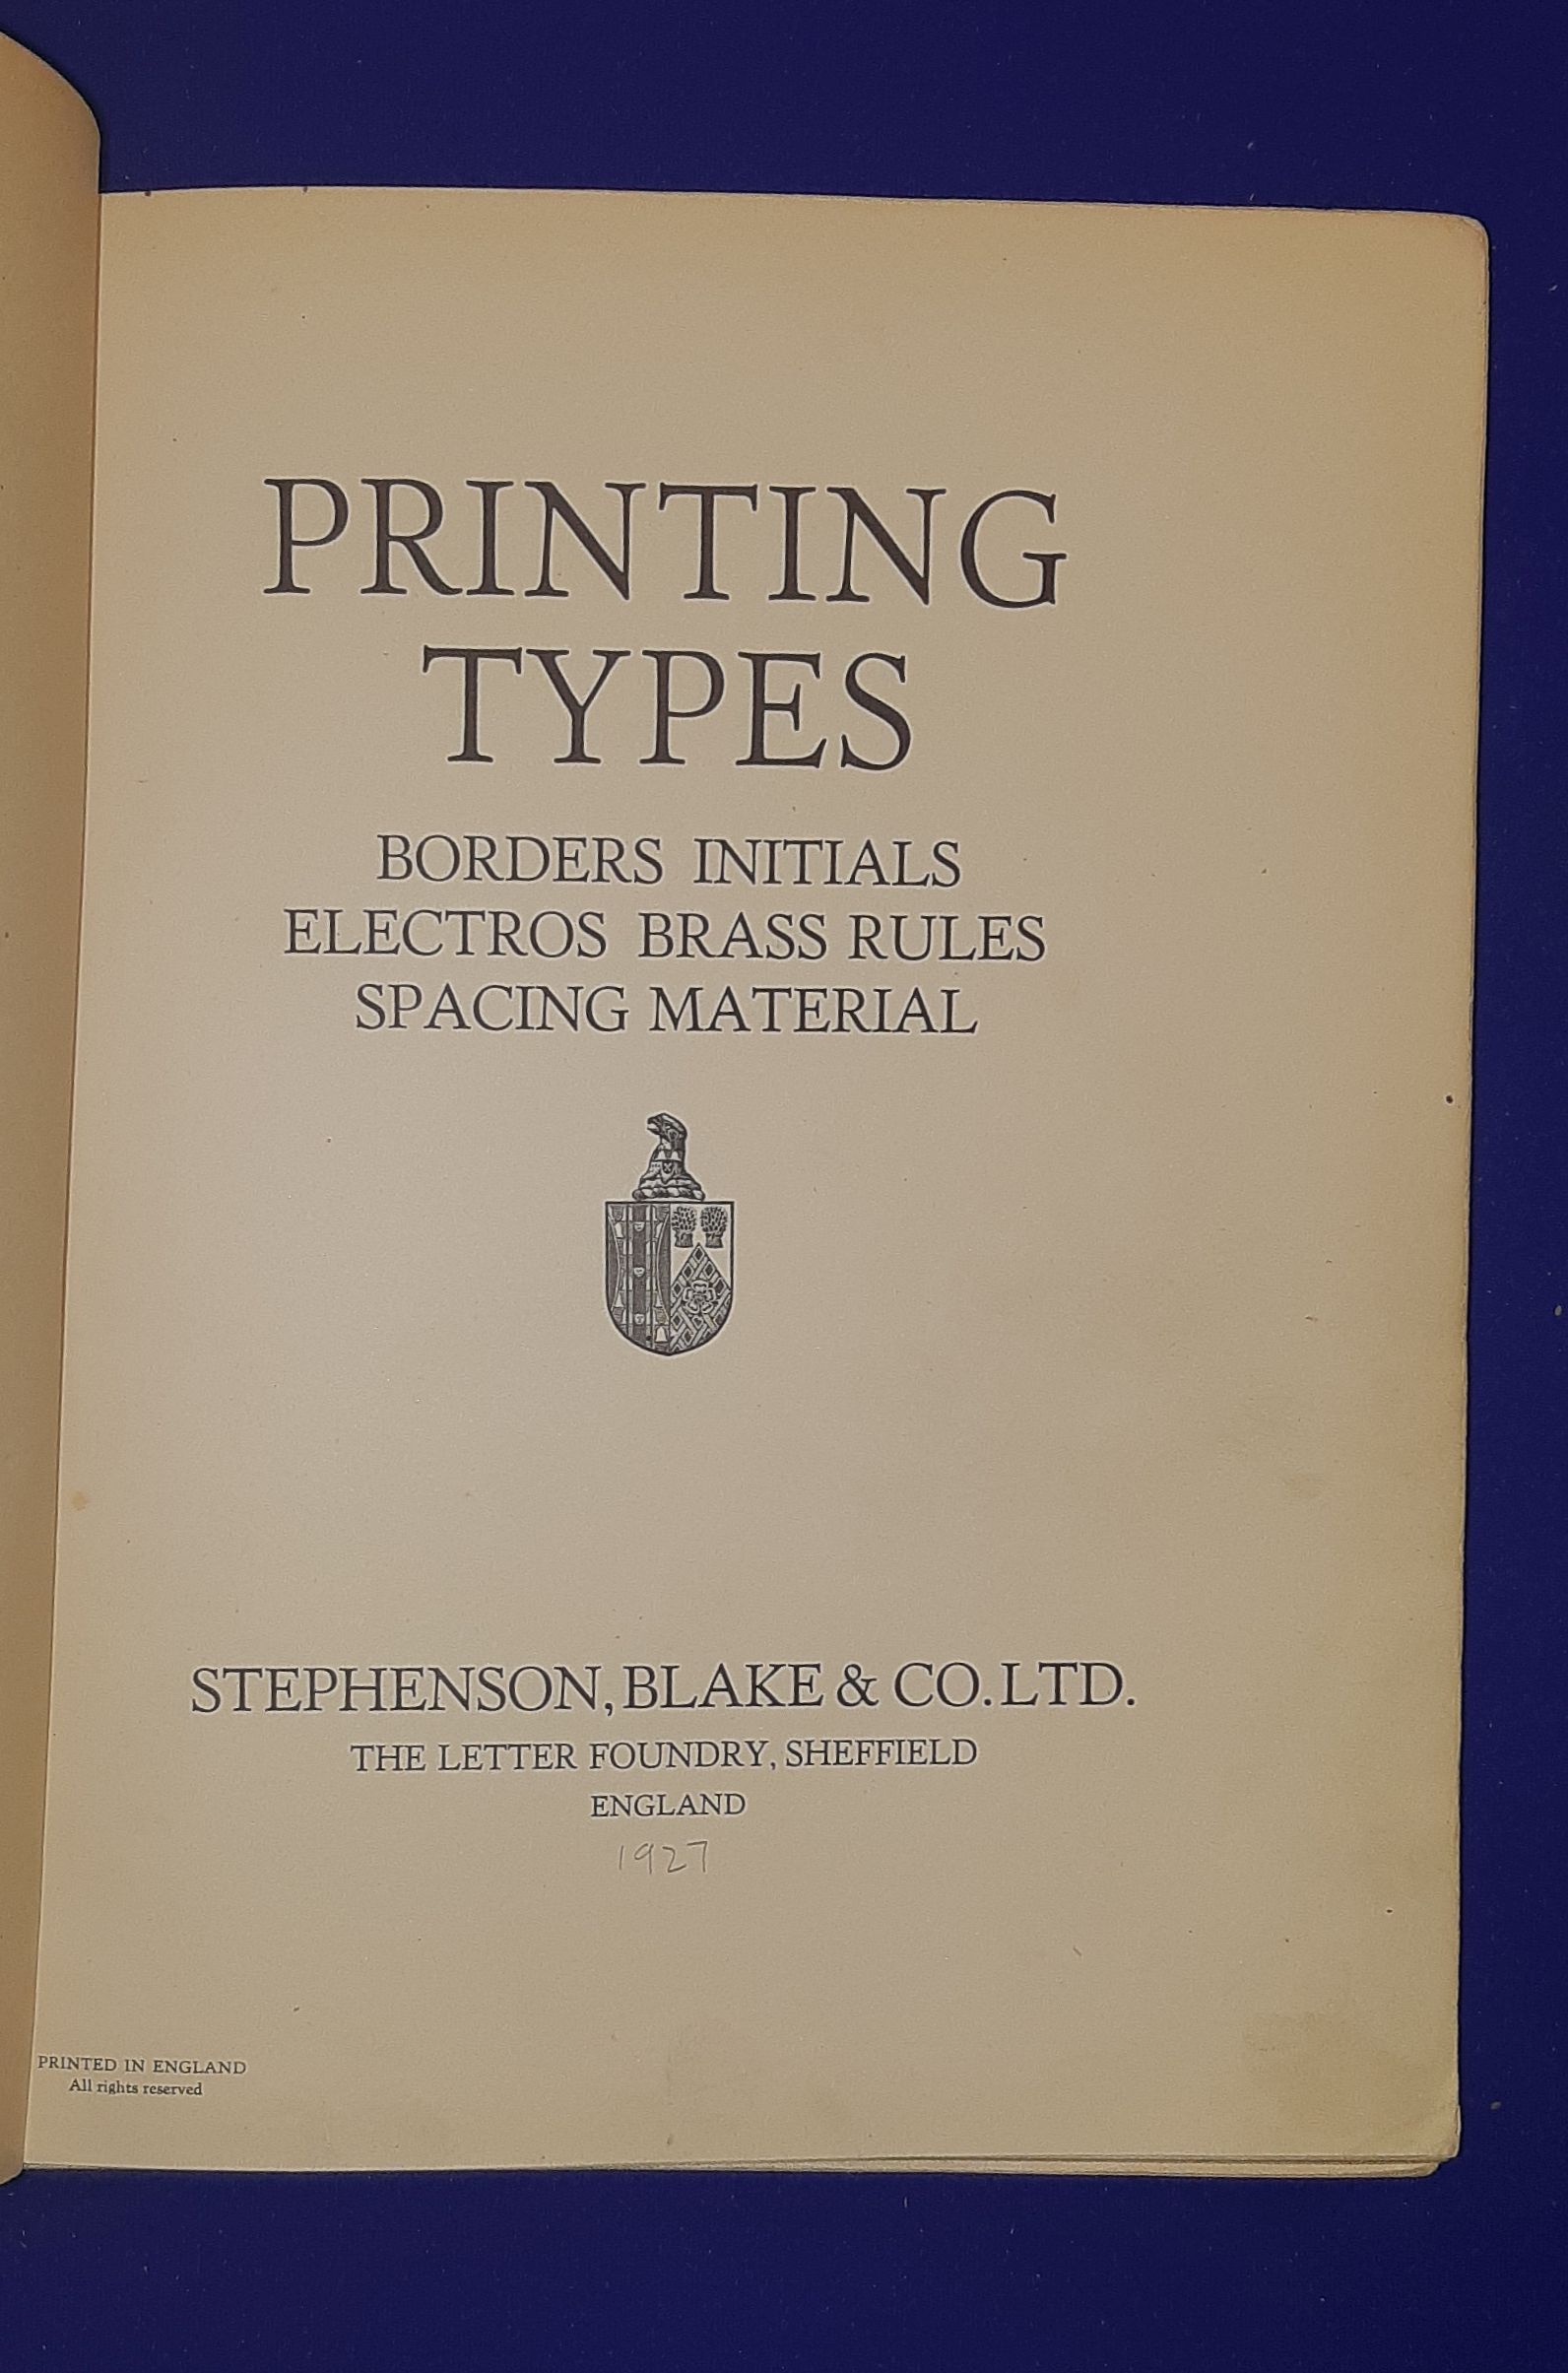 PRINTING
TYPES
BORDERS INITIALS
ELECTROS BRASS RULES
SPACING MATERIAL
STEPHENSON, BLAKE & CO. LTD.
THE LETTER FOUNDRY, SHEFFIELD
ENGLAND
1927
PRINTED IN ENGLAND
All rights reserved